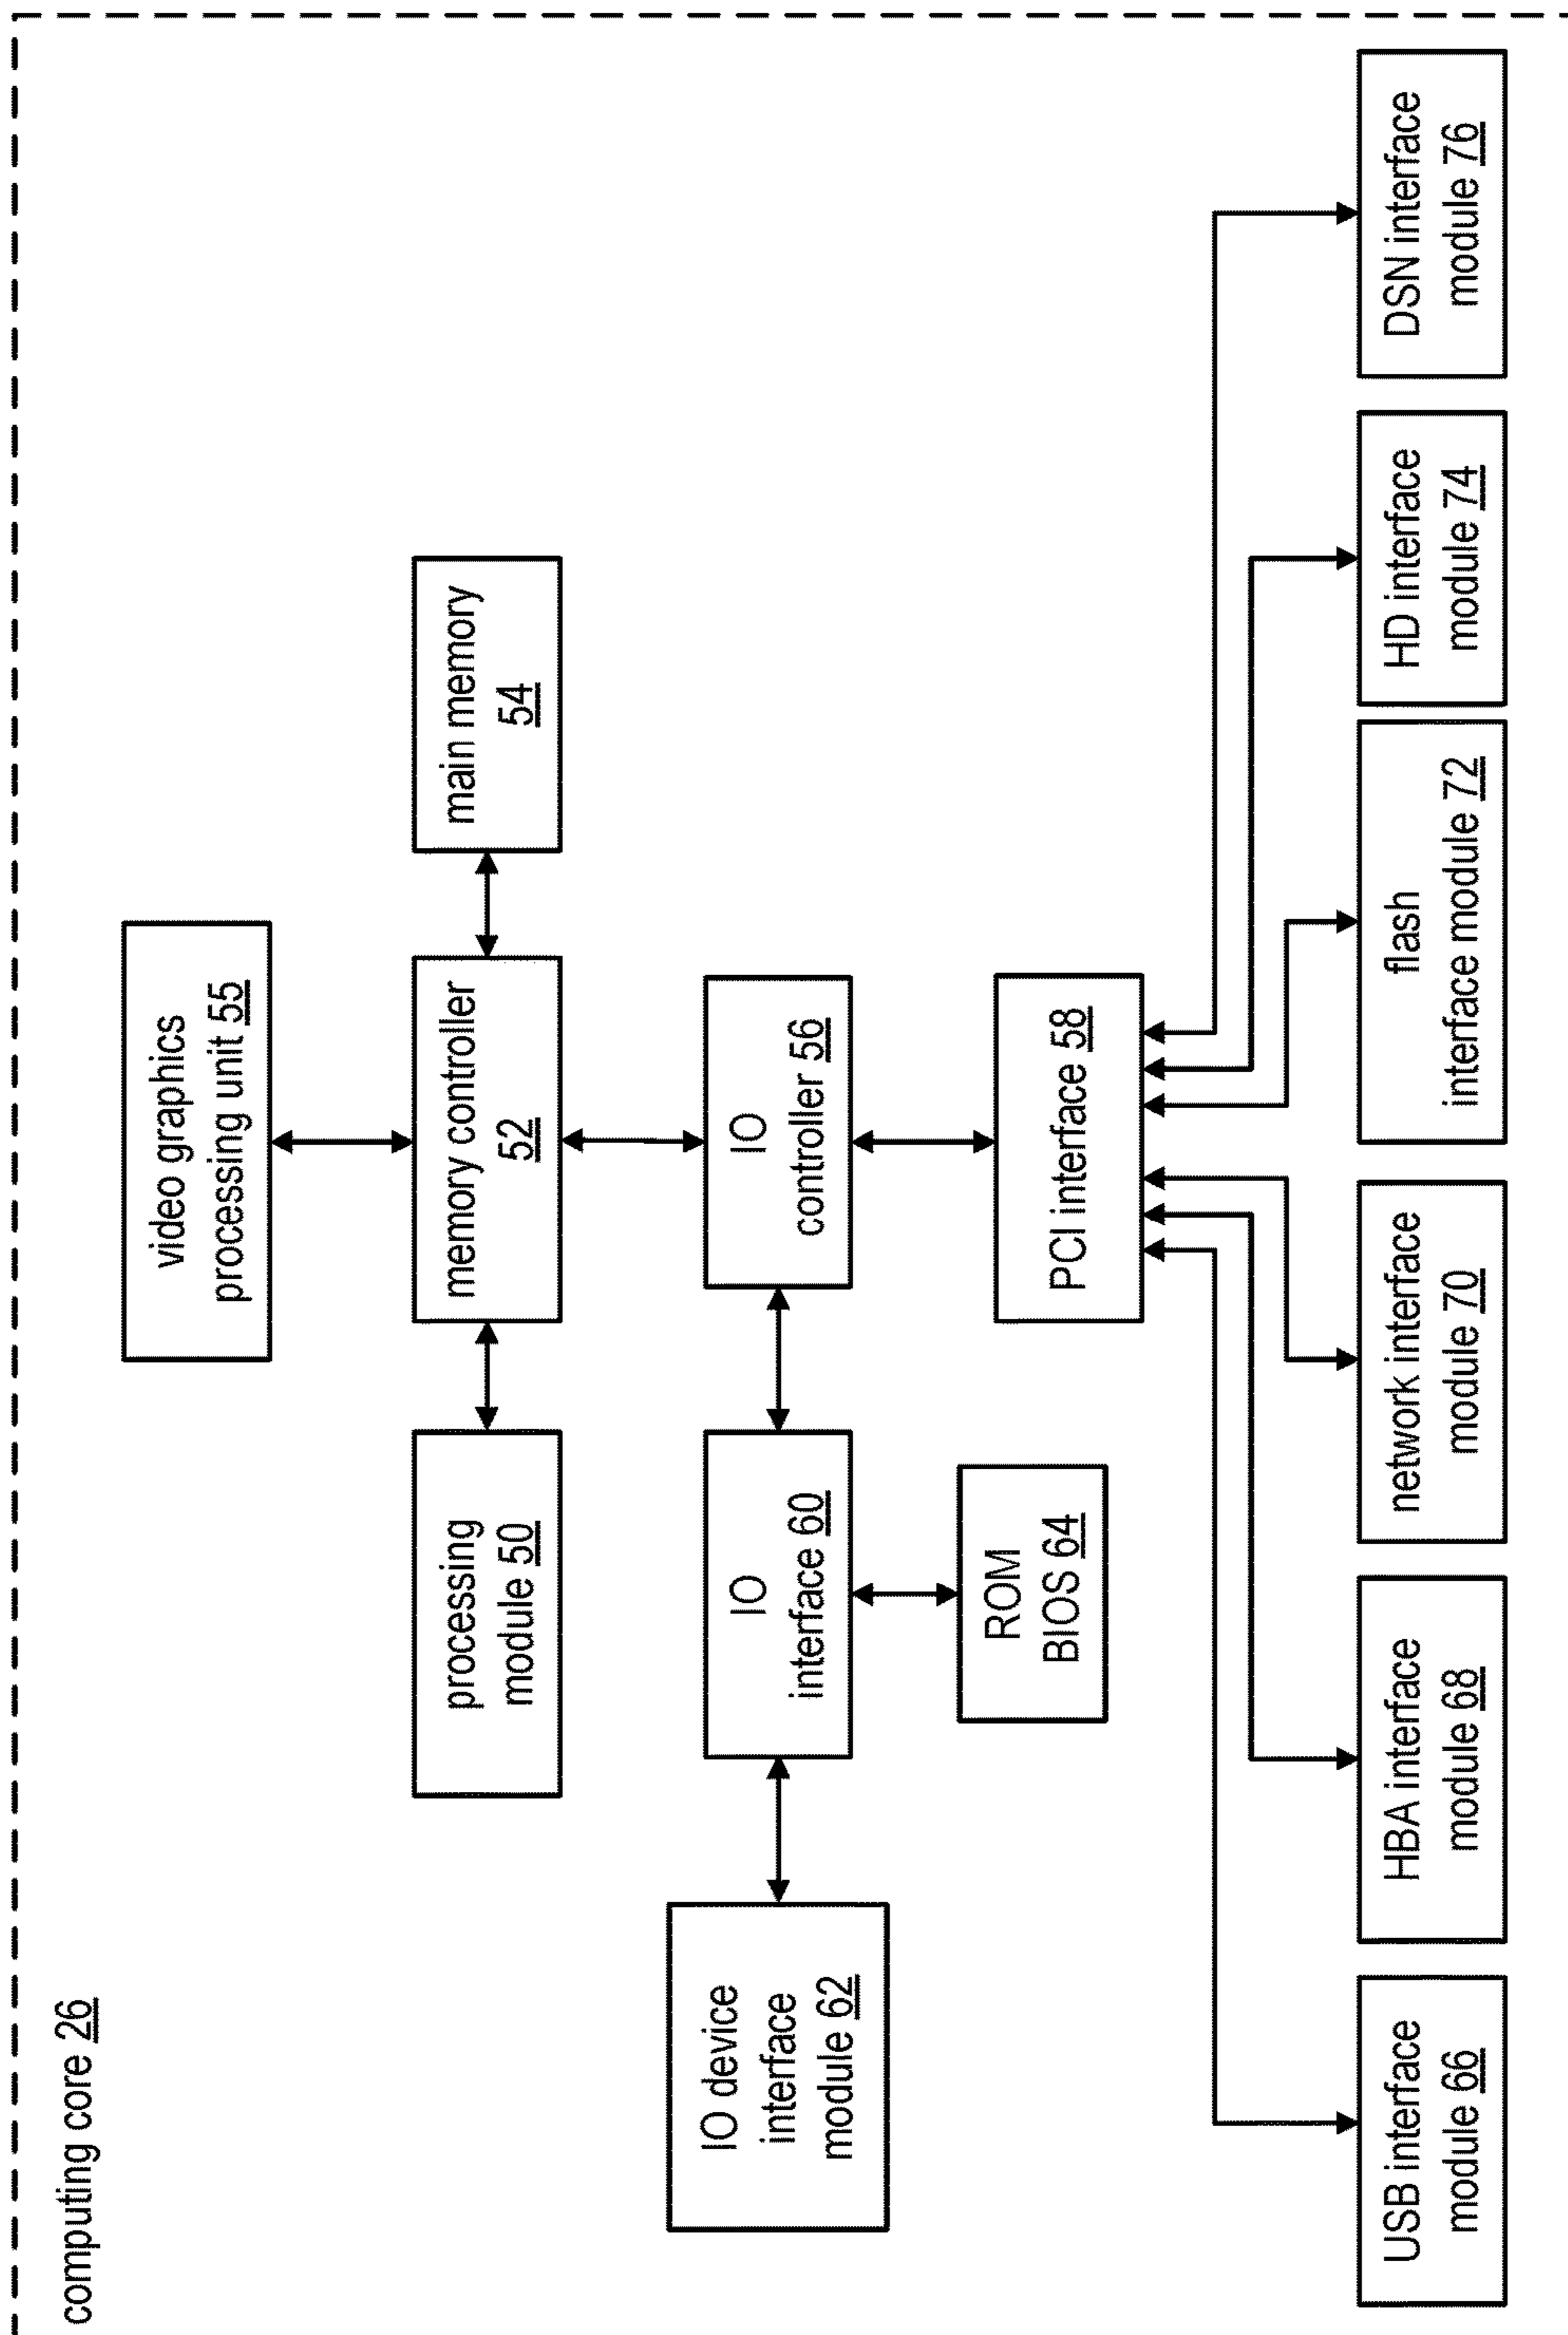 computing core 26
video graphics
processing unit 55
processing
module 50
memory controller
52
main memory
54
IO device
interface
module 62
IO
interface 60
IO
controller 56
ROM
BIOS 64
PCI interface 58
USB interface
module 66
HBA interface
module 68
network interface
module 70
flash
interface module 72
HD interface
module 74
DSN interface
module 76